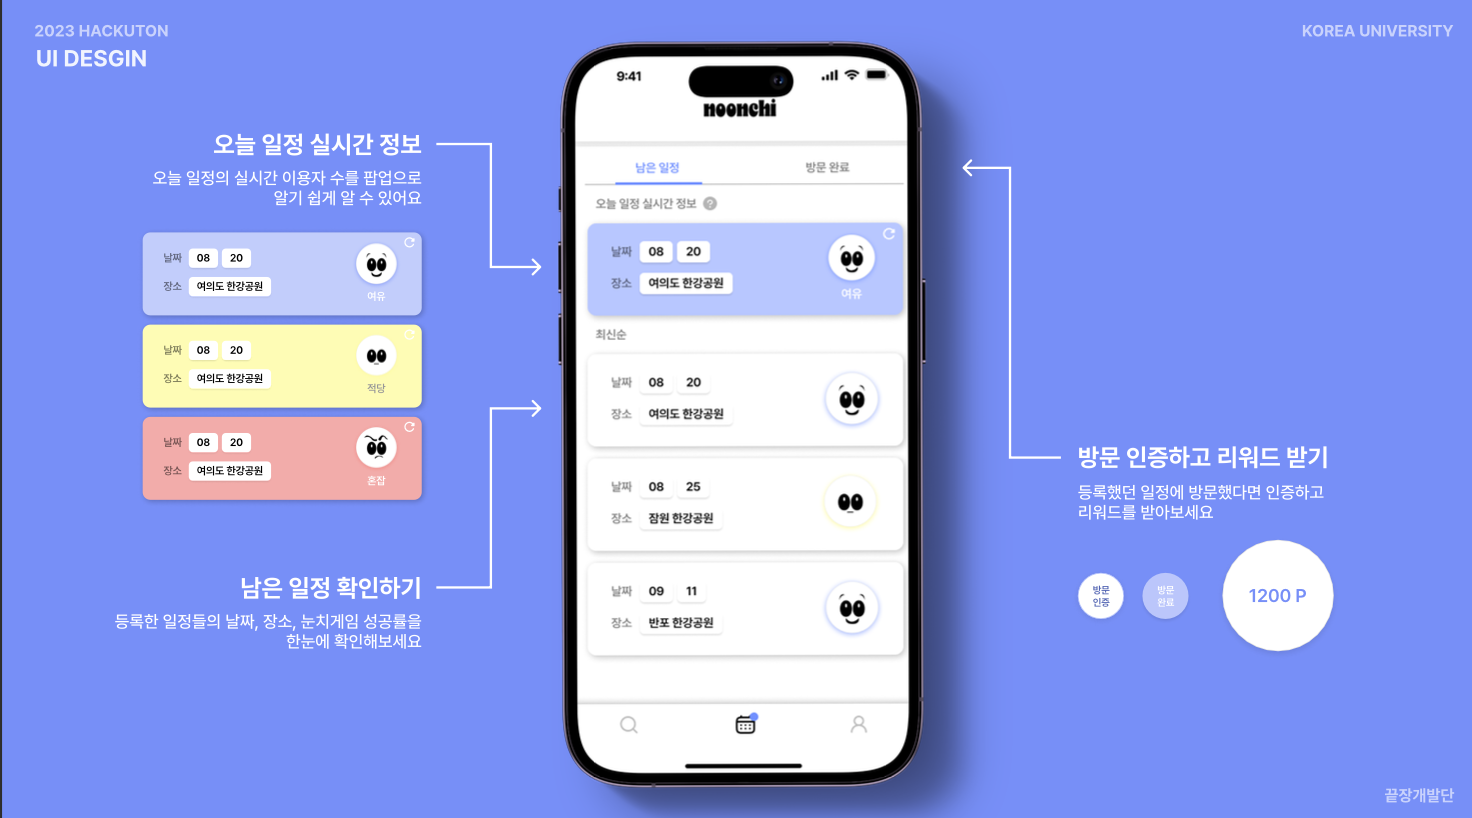 2023 HACKUTON
UI DESGIN
KOREA UNIVERSITY
오늘 일정 실시간 정보
오늘 일정의 실시간 이용자 수를 팝업으로
알기 쉽게 알 수 있어요
날짜 08 20
장소 여의도 한강공원
여유
날짜 08 20
장소 여의도 한강공원
적당
날짜 08 20
장소 여의도 한강공원
혼잡
남은 일정 확인하기
등록한 일정들의 날짜, 장소, 눈치게임 성공률을
한눈에 확인해보세요
9:41
noonchi
남은 일정 방문 완료
오늘 일정 실시간 정보 ?
날짜 08 20
장소 여의도 한강공원
여유
최신순
날짜 08 20
장소 여의도 한강공원
날짜 08 25
장소 잠원 한강공원
날짜 09 11
장소 반포 한강공원
방문 인증하고 리워드 받기
등록했던 일정에 방문했다면 인증하고
리워드를 받아보세요
방문
인증
방문
완료
1200 P
끝장개발단